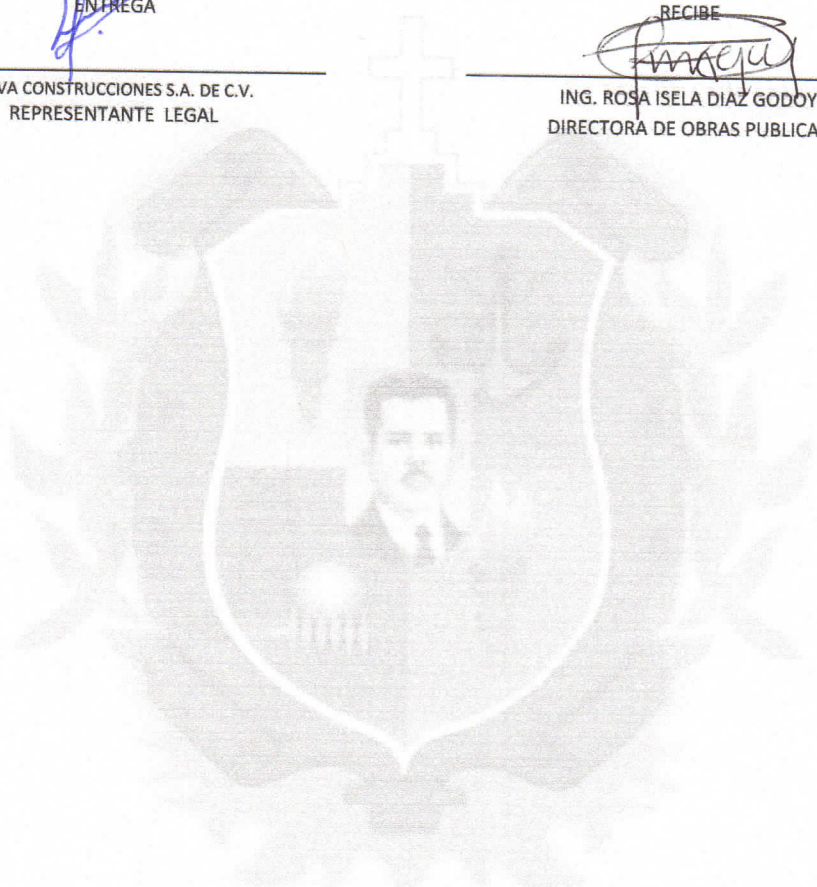 ENTREGA
RECIBE
VA CONSTRUCCIONES S.A. DE C.V.
REPRESENTANTE LEGAL
ING. ROSA ISELA DIAZ GODOY
DIRECTORA DE OBRAS PUBLICA